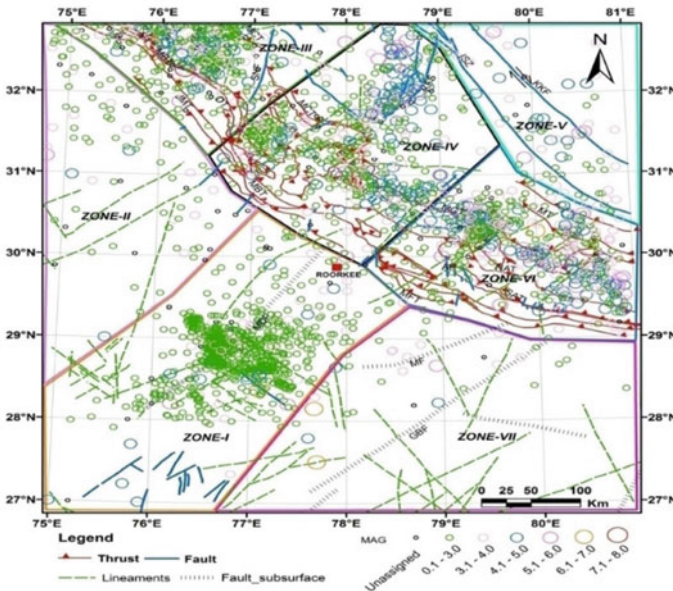 75°E 76°E 77°E 78°E 79°E 80°E 81°E
ZONE-III
N
32°N 32°N
KKF
ZONE-V
ZONE-IV
31°N 31°N
ZONE-II
30°N 30°N
ROORKEE
ZONE-VI
29°N 29°N
MF
28°N 28°N
GBF
ZONE-I
ZONE-VII
27°N 27°N
0 25 50 100
Km
75°E 76°E 77°E 78°E 79°E 80°E
Legend
Thrust Fault
Lineaments Fault_subsurface
MAG
Unassigned 0.1 - 3.0 3.1 - 4.0 4.1 - 5.0 5.1 - 6.0 6.1 - 7.0 7.1 - 8.0